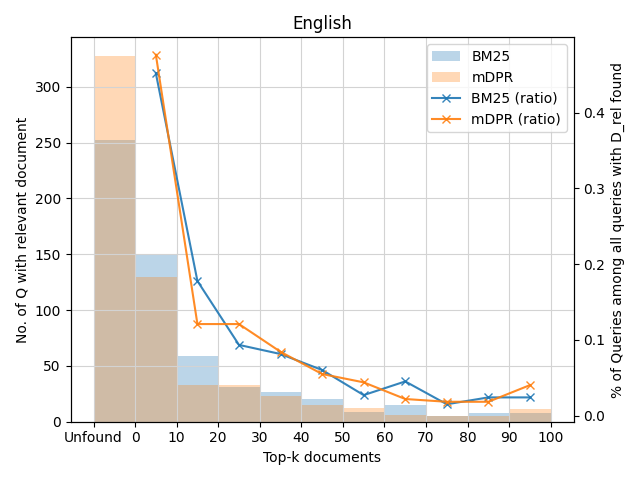 English
BM25
mDPR
BM25 (ratio)
mDPR (ratio)
No. of Q with relevant document
300
250
200
150
100
50
0
% of Queries among all queries with D_rel found
0.4
0.3
0.2
0.1
0.0
Unfound 0 10 20 30 40 50 60 70 80 90 100
Top-k documents